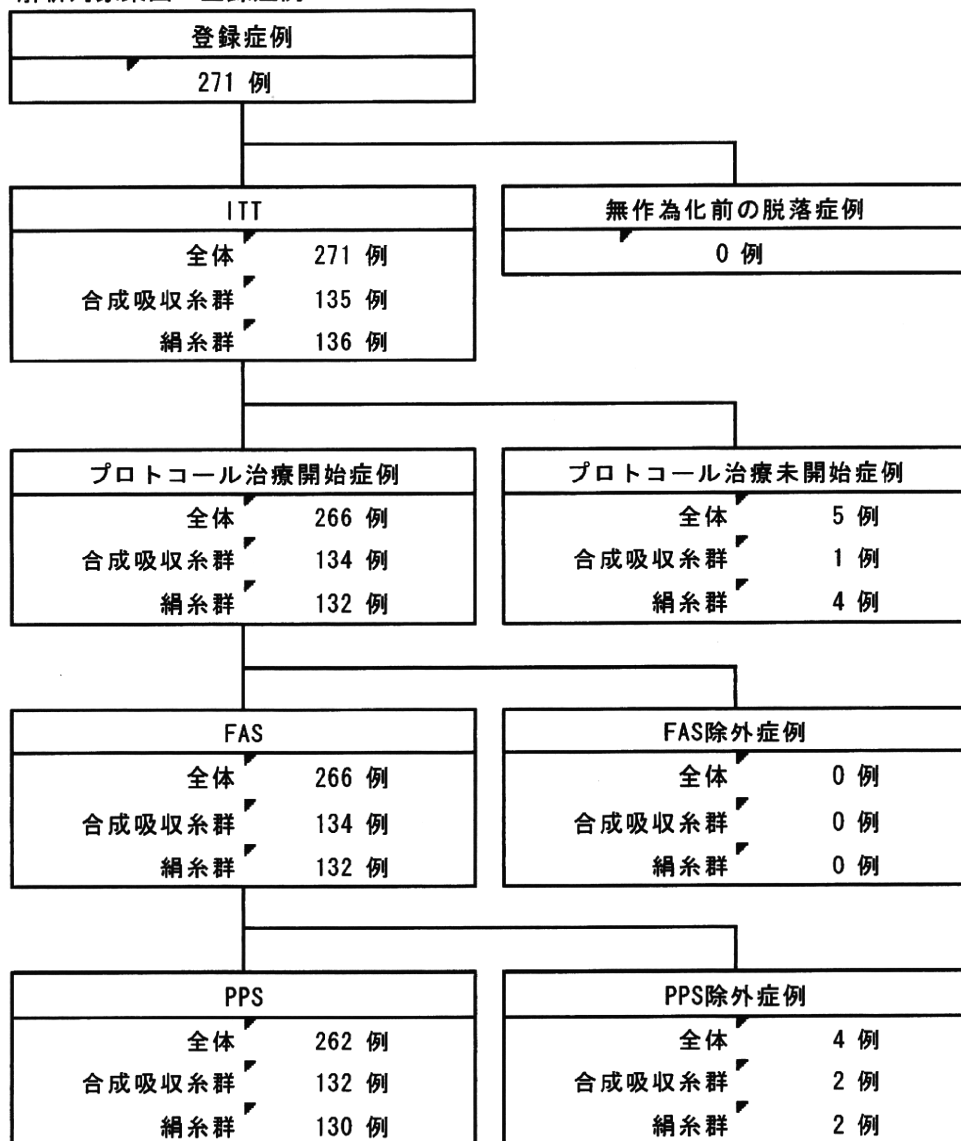 登録症例
271 例
ITT
全体 271 例
合成吸収糸群 135 例
絹糸群 136 例
無作為化前の脱落症例
0 例
プロトコール治療開始症例
全体 266 例
合成吸収糸群 134 例
絹糸群 132 例
プロトコール治療未開始症例
全体 5 例
合成吸収糸群 1 例
絹糸群 4 例
FAS
全体 266 例
合成吸収糸群 134 例
絹糸群 132 例
FAS除外症例
全体 0 例
合成吸収糸群 0 例
絹糸群 0 例
PPS
全体 262 例
合成吸収糸群 132 例
絹糸群 130 例
PPS除外症例
全体 4 例
合成吸収糸群 2 例
絹糸群 2 例